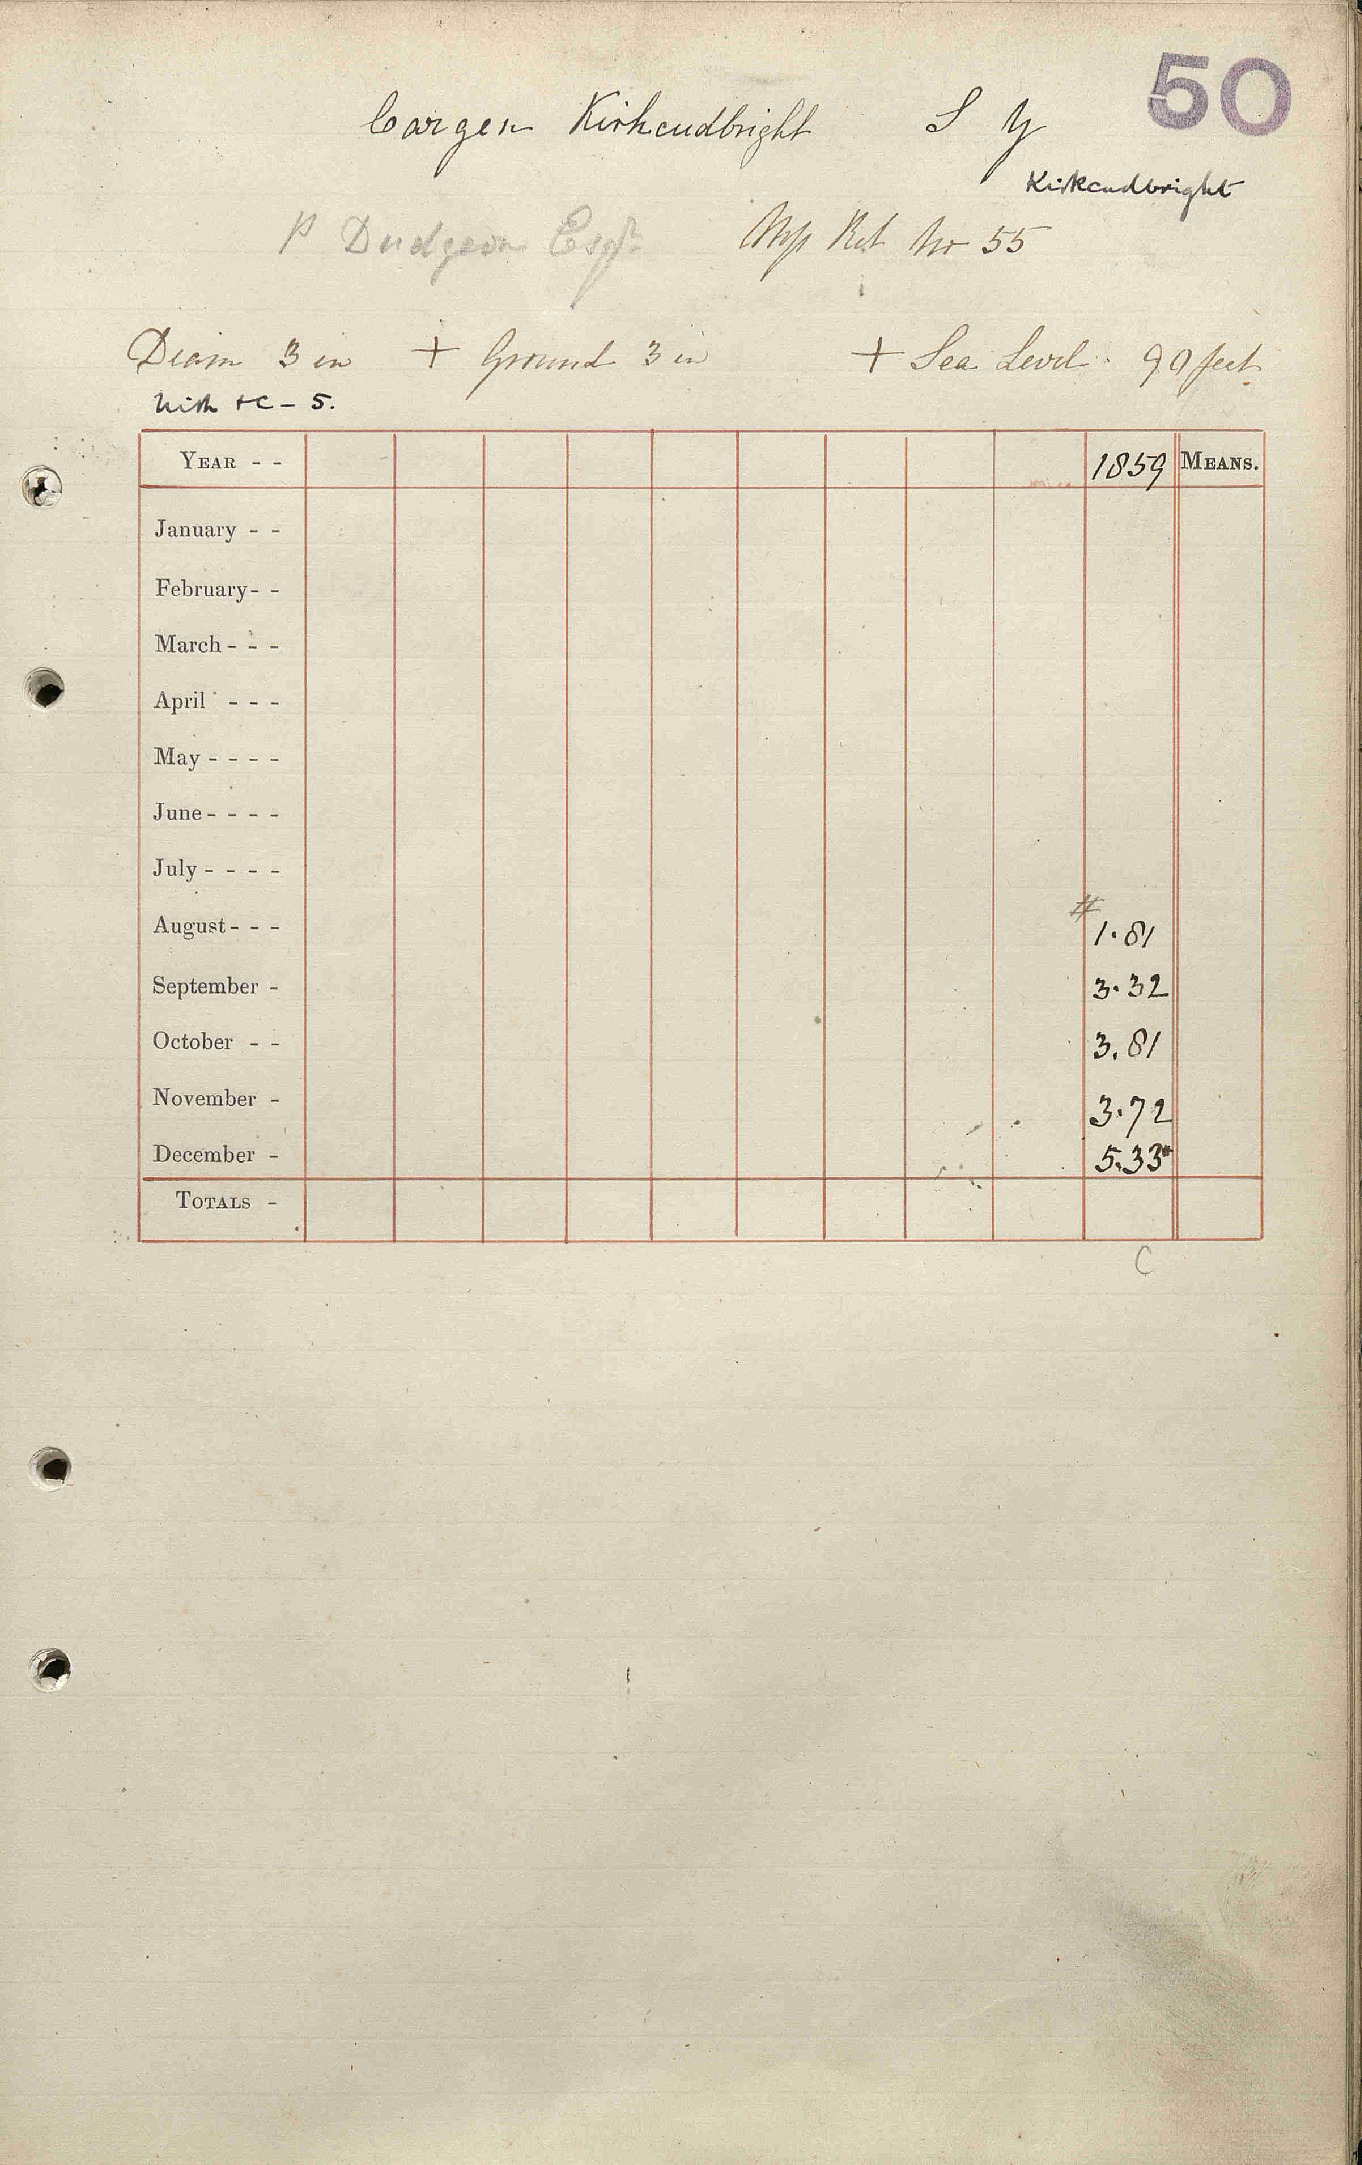 50
Cargen Kirkcudbright S Y
Kirkcudbright
P Dudgeon Esqr. Ret No 55
Diam 3 in + Ground 3 in + Sea Level 90 feet
with + C - 5.
YEAR - - 1859 MEANS.
January - -
February - -
March - - -
April - - -
May - - - -
June - - - -
July - - - -
#
August - - - 1.81
September - 3.32
October - - 3.81
November - 3.72
December - 5.33
TOTALS -
C